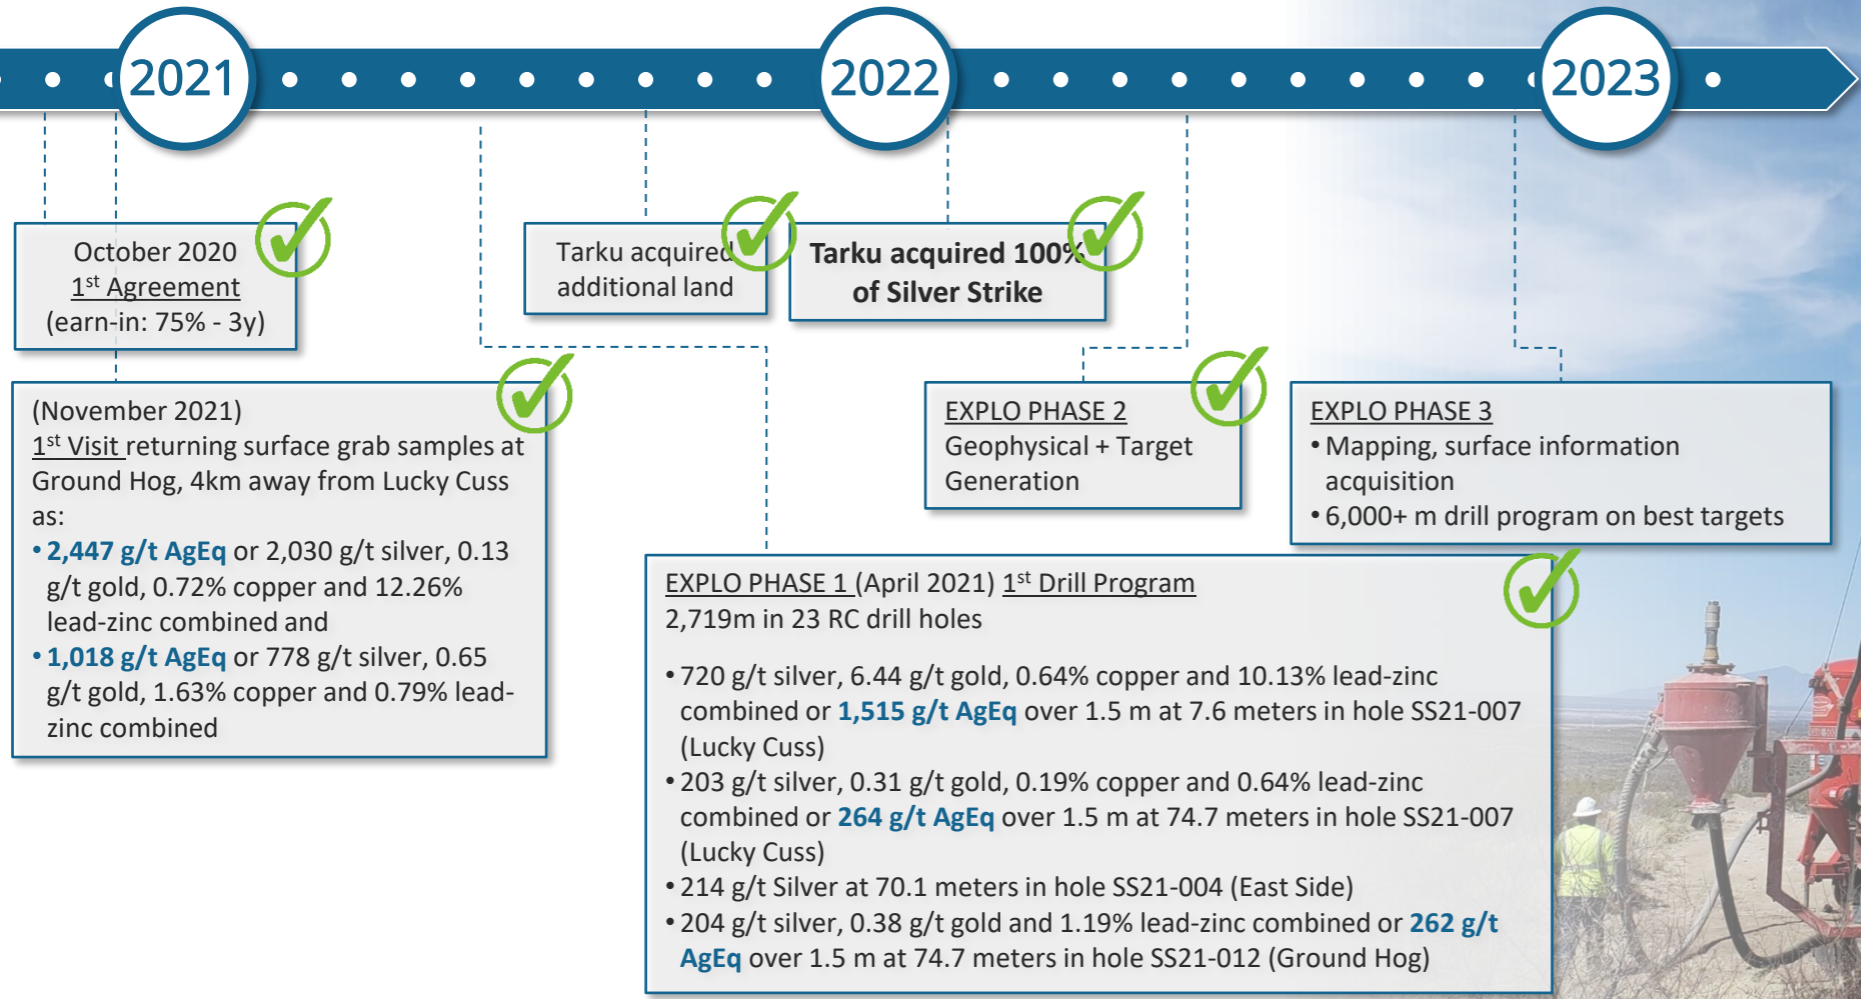 2021
2022
2023
October 2020
1st Agreement
(earn-in: 75% - 3y)
Tarku acquired
additional land
Tarku acquired 100%
of Silver Strike
(November 2021)
1st Visit returning surface grab samples at
Ground Hog, 4km away from Lucky Cuss
as:
• 2,447 g/t AgEq or 2,030 g/t silver, 0.13
g/t gold, 0.72% copper and 12.26%
lead-zinc combined and
• 1,018 g/t AgEq or 778 g/t silver, 0.65
g/t gold, 1.63% copper and 0.79% lead-
zinc combined
EXPLO PHASE 2
Geophysical + Target
Generation
EXPLO PHASE 3
• Mapping, surface information
acquisition
• 6,000+ m drill program on best targets
EXPLO PHASE 1 (April 2021) 1st Drill Program
2,719m in 23 RC drill holes
• 720 g/t silver, 6.44 g/t gold, 0.64% copper and 10.13% lead-zinc
combined or 1,515 g/t AgEq over 1.5 m at 7.6 meters in hole SS21-007
(Lucky Cuss)
• 203 g/t silver, 0.31 g/t gold, 0.19% copper and 0.64% lead-zinc
combined or 264 g/t AgEq over 1.5 m at 74.7 meters in hole SS21-007
(Lucky Cuss)
• 214 g/t Silver at 70.1 meters in hole SS21-004 (East Side)
• 204 g/t silver, 0.38 g/t gold and 1.19% lead-zinc combined or 262 g/t
AgEq over 1.5 m at 74.7 meters in hole SS21-012 (Ground Hog)